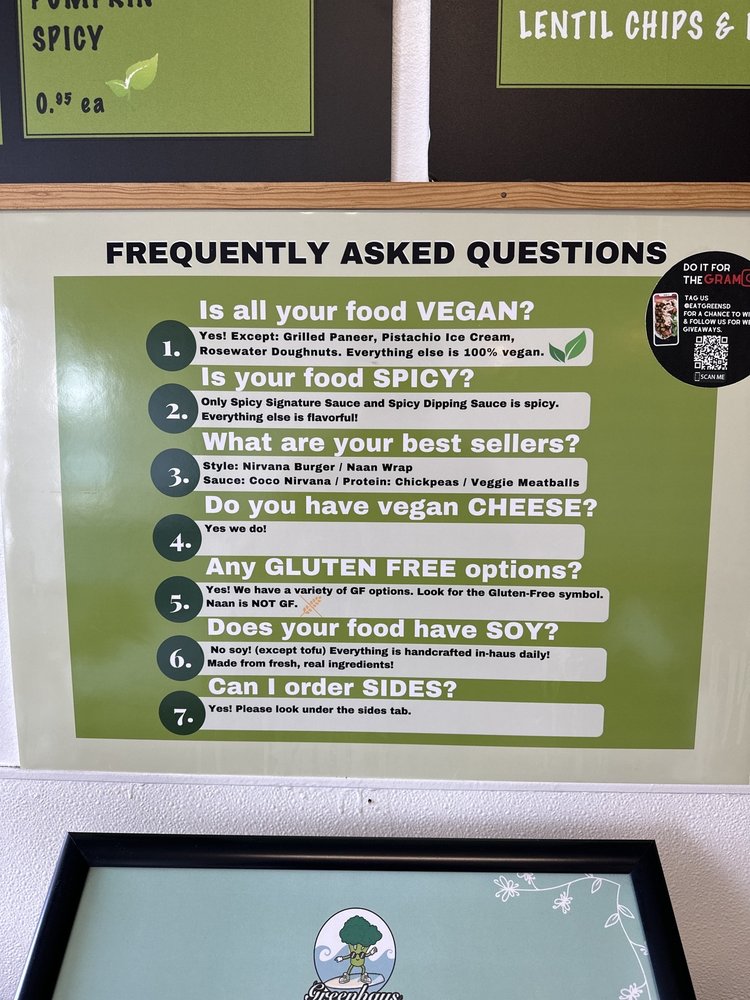 PUMPKIN
SPICY
0.95 ea
LENTIL CHIPS &
FREQUENTLY ASKED QUESTIONS
DO IT FOR
THE GRAM
TAG US
@EATGREENSD
FOR A CHANCE TO WI
& FOLLOW US FOR WE
GIVEAWAYS.
SCAN ME
Is all your food VEGAN?
1.
Yes! Except: Grilled Paneer, Pistachio Ice Cream,
Rosewater Doughnuts. Everything else is 100% vegan.
Is your food SPICY?
2.
Only Spicy Signature Sauce and Spicy Dipping Sauce is spicy.
Everything else is flavorful!
What are your best sellers?
3.
Style: Nirvana Burger / Naan Wrap
Sauce: Coco Nirvana / Protein: Chickpeas / Veggie Meatballs
Do you have vegan CHEESE?
4.
Yes we do!
Any GLUTEN FREE options?
5.
Yes! We have a variety of GF options. Look for the Gluten-Free symbol.
Naan is NOT GF.
Does your food have SOY?
6.
No soy! (except tofu) Everything is handcrafted in-haus daily!
Made from fresh, real ingredients!
Can I order SIDES?
7.
Yes! Please look under the sides tab.
Greenhaus